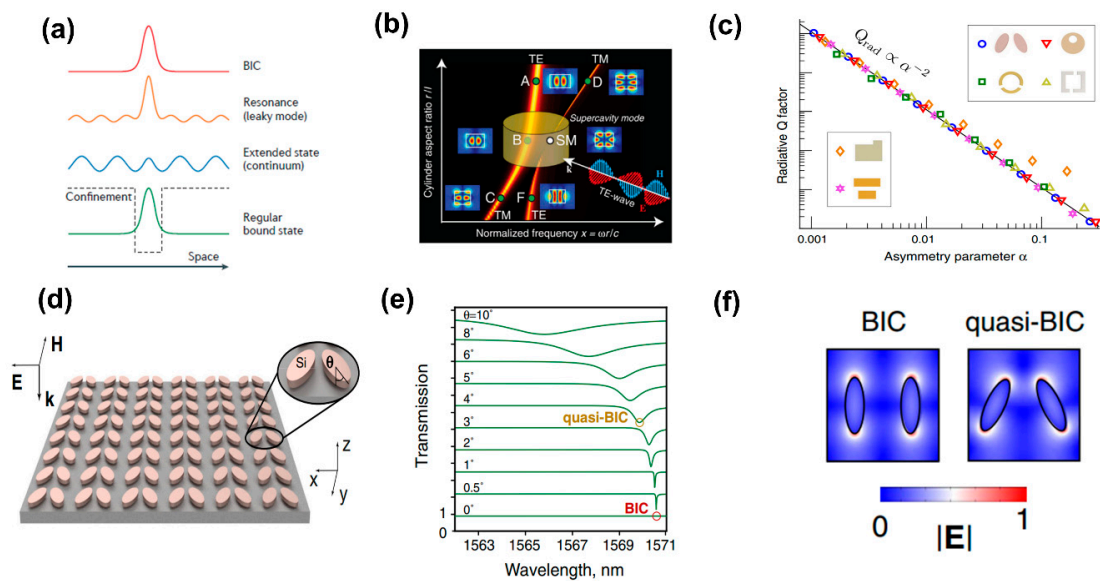 (a)
BIC
Resonance
(leaky mode)
Extended state
(continuum)
Confinement
Regular
bound state
Space
(b)
Cylinder aspect ratio r/l
TE
TM
A
D
Supercavity mode
B
SM
k
H
E
TE-wave
C
F
TM
TE
Normalized frequency x = ωr/c
(c)
Radiative Q factor
Qrad ∝ α⁻²
0.001
0.01
0.1
Asymmetry parameter α
(d)
H
E
k
Si
θ
z
x
y
(e)
Transmission
θ=10°
8°
6°
5°
4°
quasi-BIC
3°
2°
1°
0.5°
BIC
1
0°
0
1563
1565
1567
1569
1571
Wavelength, nm
(f)
BIC
quasi-BIC
0
1
|E|